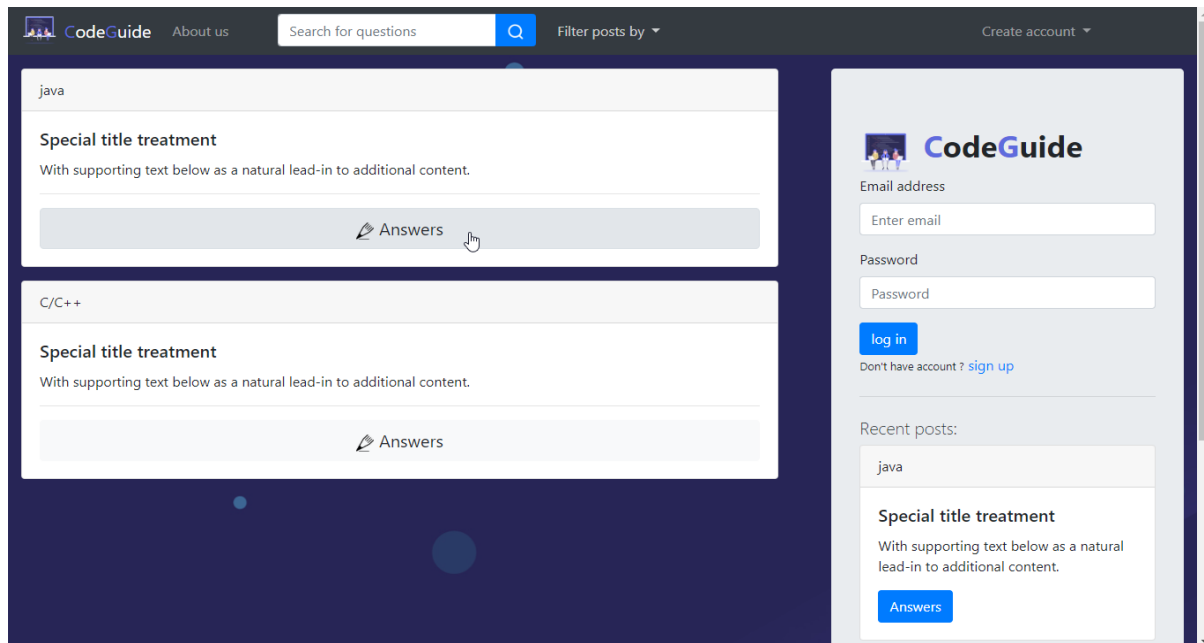 CodeGuide About us Search for questions Filter posts by Create account
java
Special title treatment
With supporting text below as a natural lead-in to additional content.
Answers
C/C++
Special title treatment
With supporting text below as a natural lead-in to additional content.
Answers
CodeGuide
Email address
Enter email
Password
Password
log in
Don't have account ? sign up
Recent posts:
java
Special title treatment
With supporting text below as a natural
lead-in to additional content.
Answers